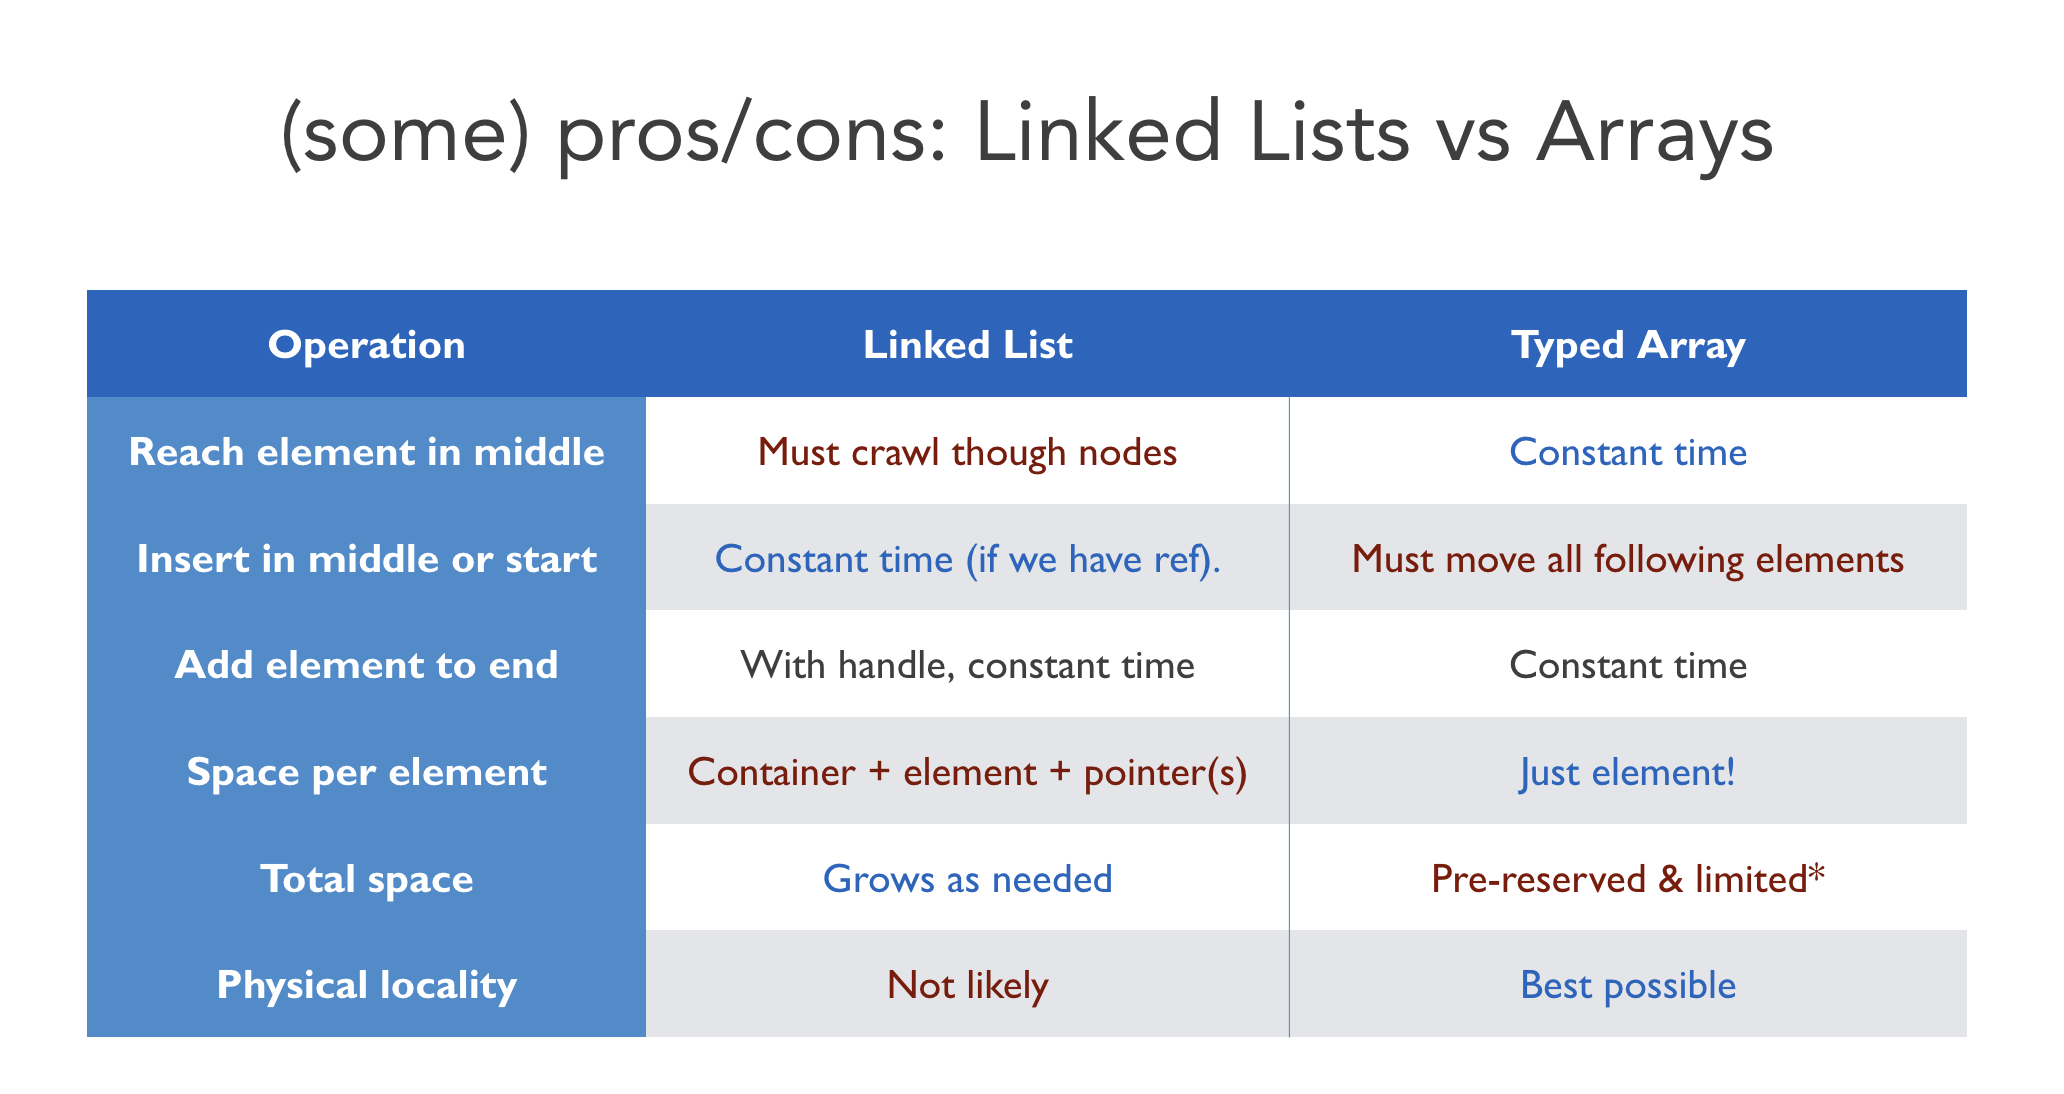 (some) pros/cons: Linked Lists vs Arrays
Operation Linked List Typed Array
Reach element in middle Must crawl though nodes Constant time
Insert in middle or start Constant time (if we have ref). Must move all following elements
Add element to end With handle, constant time Constant time
Space per element Container + element + pointer(s) Just element!
Total space Grows as needed Pre-reserved & limited*
Physical locality Not likely Best possible